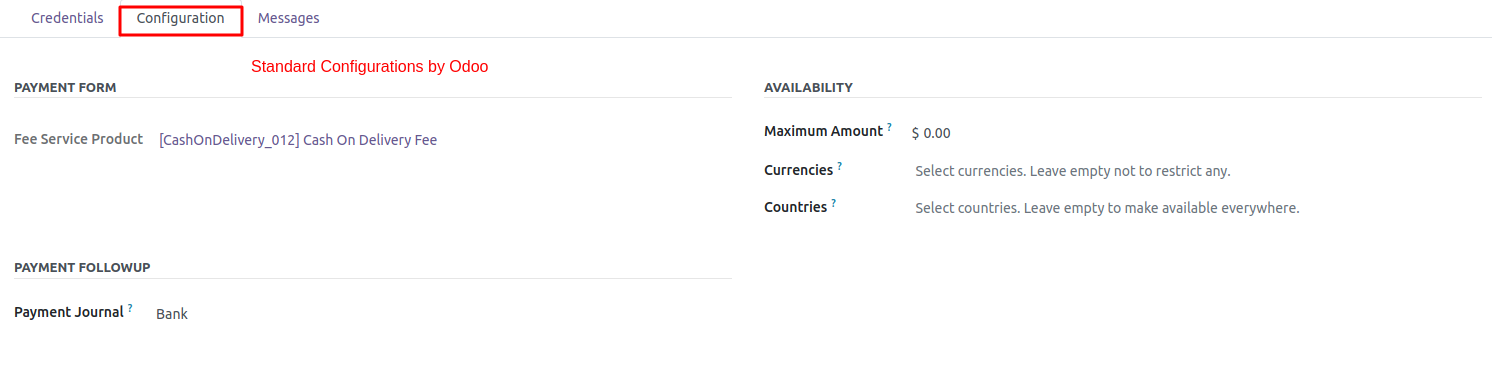 Credentials Configuration Messages
Standard Configurations by Odoo
PAYMENT FORM
Fee Service Product [CashOnDelivery_012] Cash On Delivery Fee
AVAILABILITY
Maximum Amount ? $ 0.00
Currencies ? Select currencies. Leave empty not to restrict any.
Countries ? Select countries. Leave empty to make available everywhere.
PAYMENT FOLLOWUP
Payment Journal ? Bank